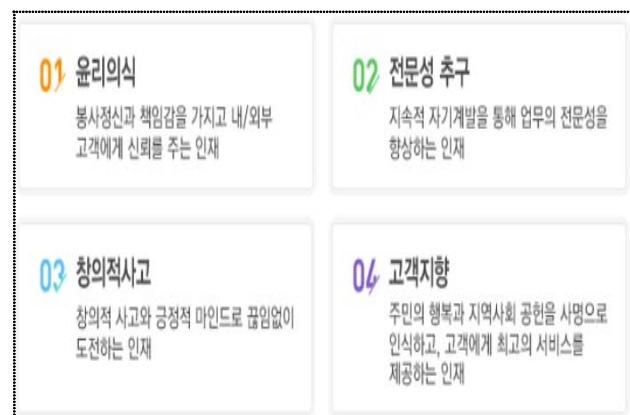 01 윤리의식
봉사정신과 책임감을 가지고 내/외부
고객에게 신뢰를 주는 인재
02 전문성 추구
지속적 자기계발을 통해 업무의 전문성을
향상하는 인재
03 창의적사고
창의적 사고와 긍정적 마인드로 끊임없이
도전하는 인재
04 고객지향
주민의 행복과 지역사회 공헌을 사명으로
인식하고, 고객에게 최고의 서비스를
제공하는 인재